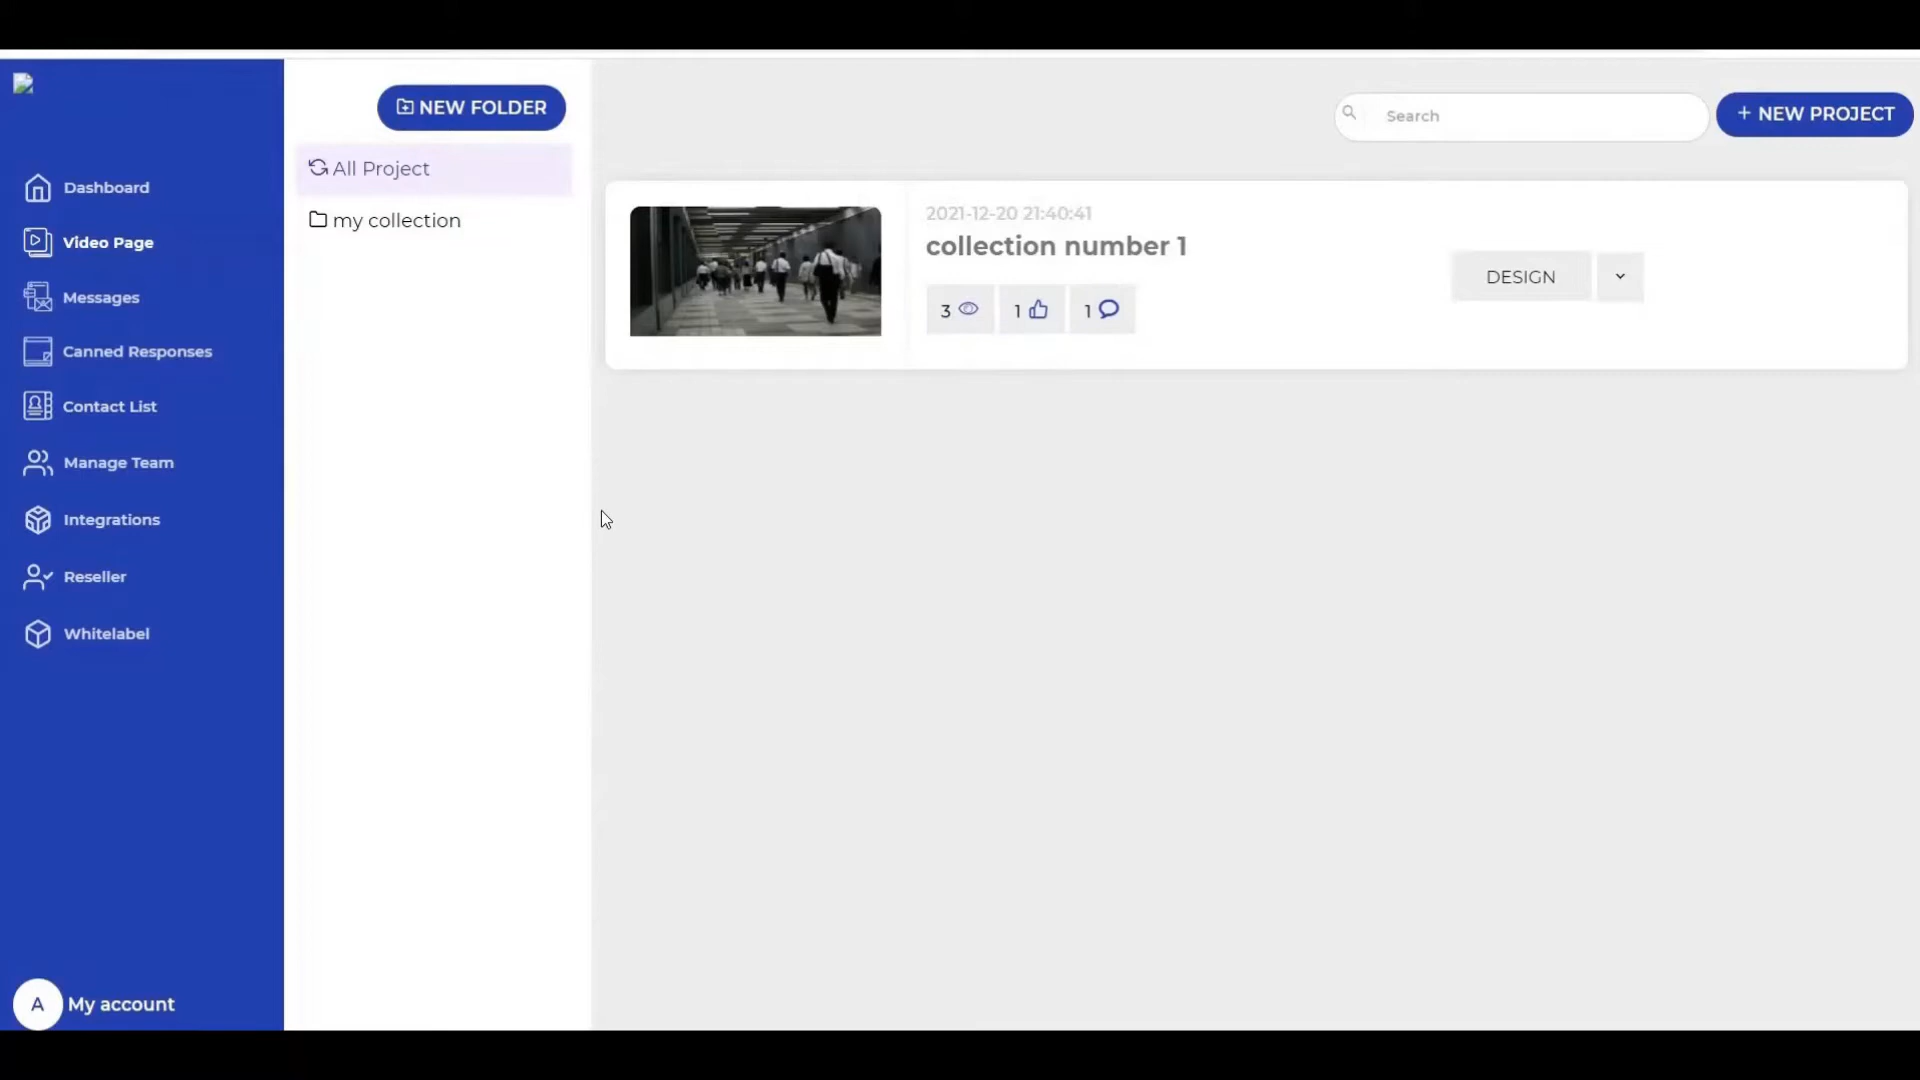 NEW FOLDER
Search
+ NEW PROJECT
All Project
my collection
Dashboard
Video Page
Messages
Canned Responses
Contact List
Manage Team
Integrations
Reseller
Whitelabel
A My account
2021-12-20 21:40:41
collection number 1
3 1 1
DESIGN